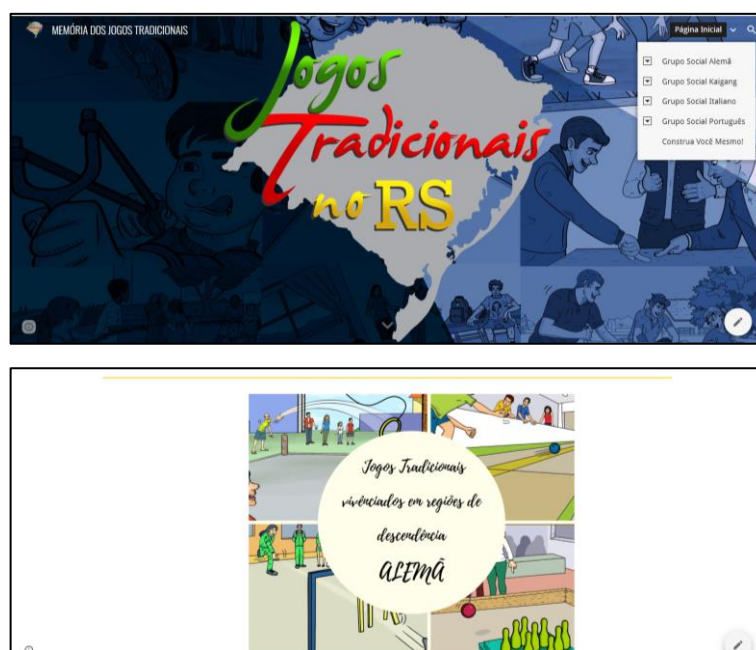 MEMÓRIA DOS JOGOS TRADICIONAIS
Página Inicial
Grupo Social Alemã
Grupo Social Kaigang
Grupo Social Italiano
Grupo Social Português
Construa Você Mesmo!
Jogos
Tradicionais
no RS
Jogos Tradicionais
vivênciados em regiões de
descendência
ALEMÃ